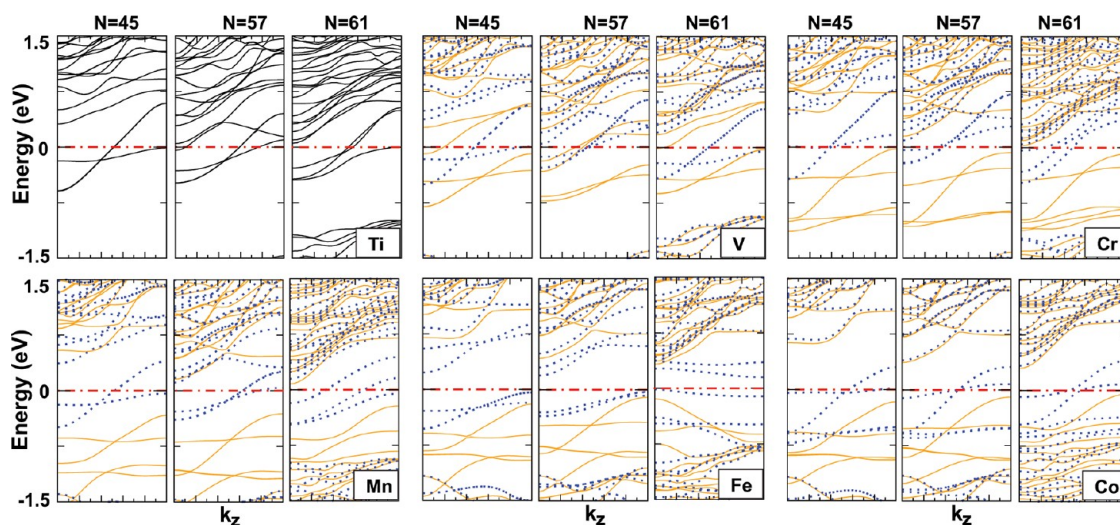 N=45 N=57 N=61 N=45 N=57 N=61 N=45 N=57 N=61
1.5
Energy (eV)
0
-1.5
Ti V Cr
1.5
Energy (eV)
0
-1.5
Mn Fe Co
kz kz kz